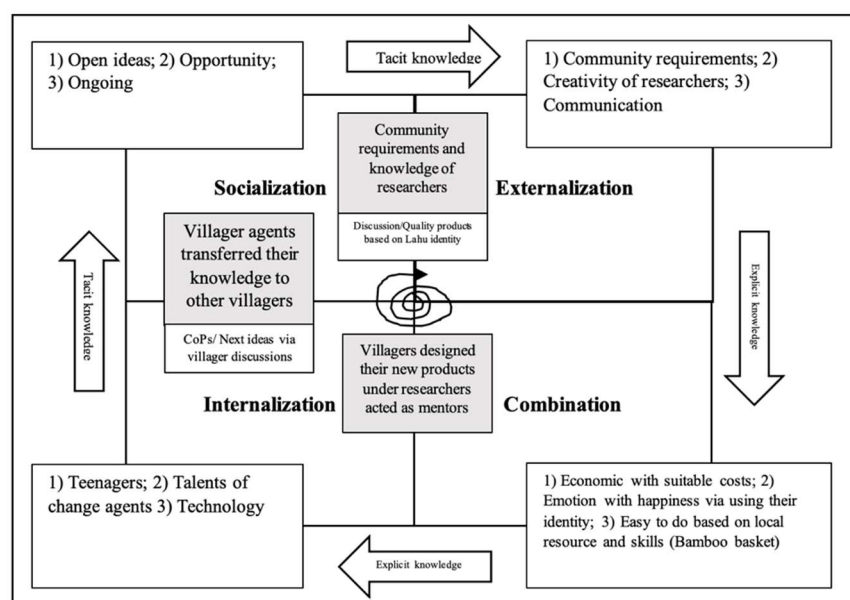 1) Open ideas; 2) Opportunity;
3) Ongoing
Tacit knowledge
1) Community requirements; 2)
Creativity of researchers; 3)
Communication
Community
requirements and
knowledge of
researchers
Socialization
Externalization
Discussion/Quality products
based on Lahu identity
Villager agents
transferred their
knowledge to
other villagers
CoPs/ Next ideas via
villager discussions
Tacit knowledge
Explicit knowledge
Villagers designed
their new products
under researchers
acted as mentors
Internalization
Combination
1) Teenagers; 2) Talents of
change agents 3) Technology
Explicit knowledge
1) Economic with suitable costs; 2)
Emotion with happiness via using their
identity; 3) Easy to do based on local
resource and skills (Bamboo basket)